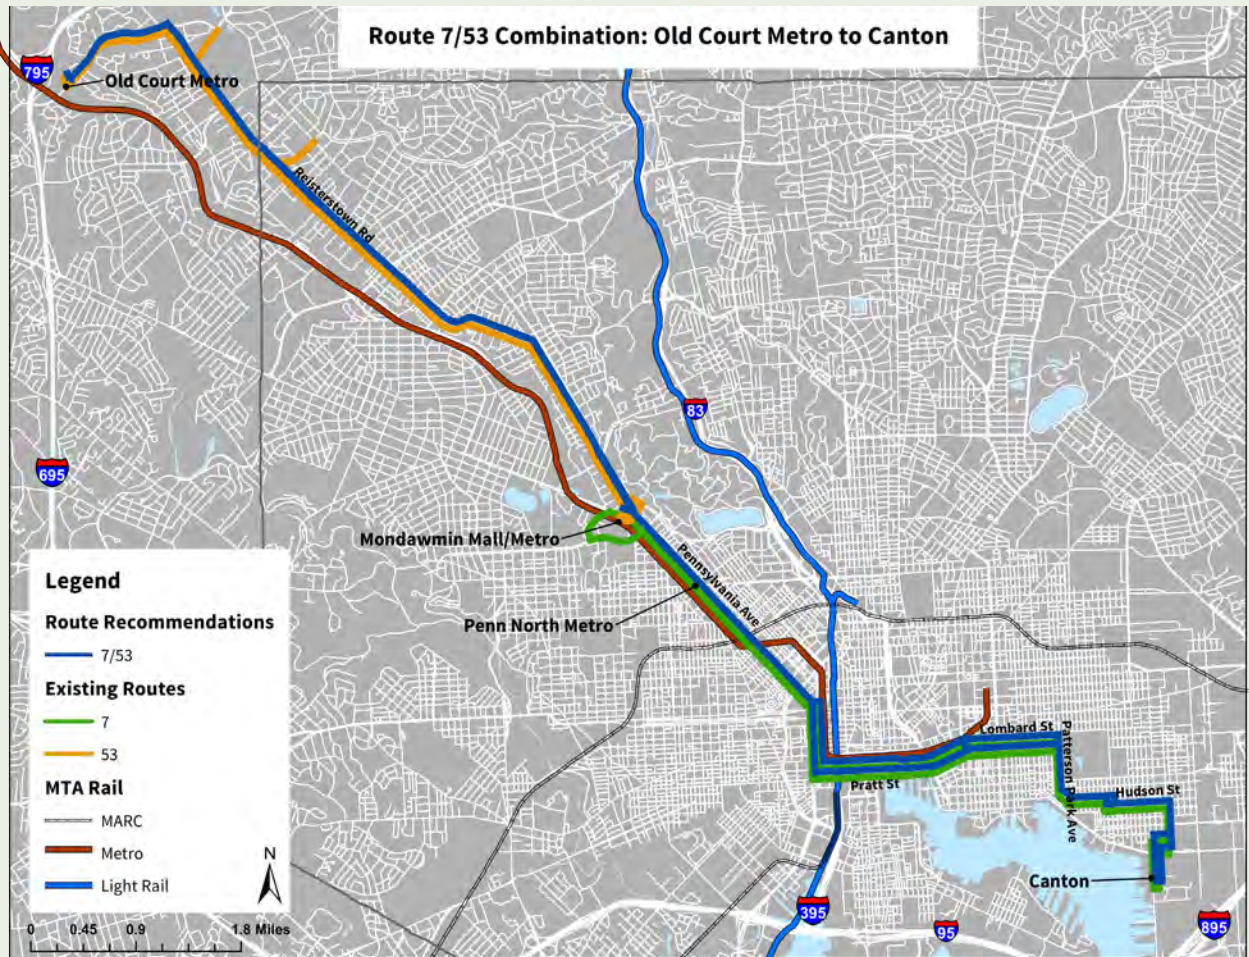 Route 7/53 Combination: Old Court Metro to Canton
795
Old Court Metro
Reisterstown Rd
83
695
Mondawmin Mall/Metro
Pennsylvania Ave
Penn North Metro
Legend
Route Recommendations
7/53
Existing Routes
7
53
MTA Rail
MARC
Metro
Light Rail
N
0 0.45 0.9 1.8 Miles
Lombard St
Patterson Park Ave
Pratt St
Hudson St
Canton
395
95
895